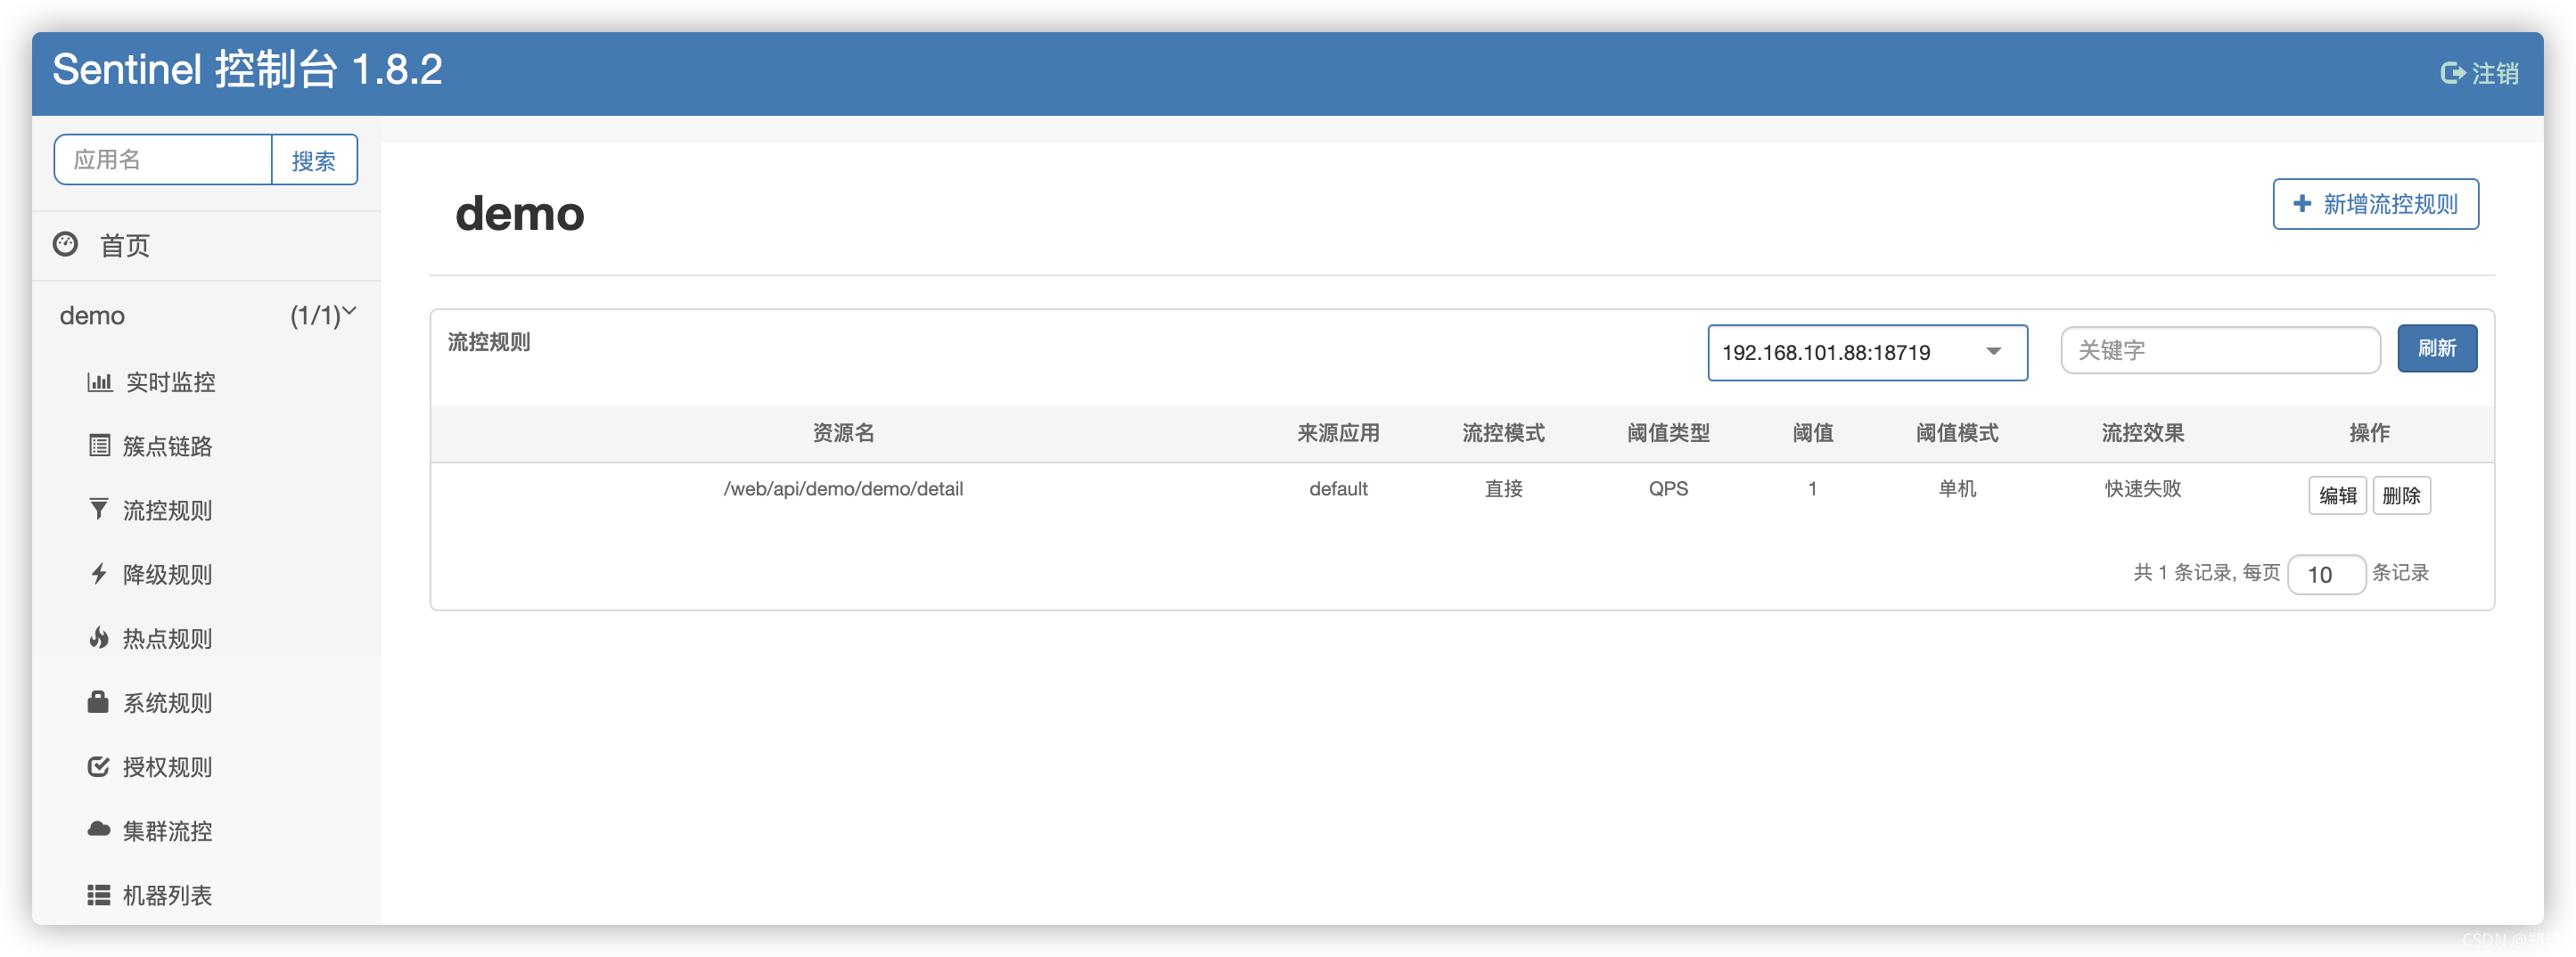 Sentinel 控制台 1.8.2
注销
应用名 搜索
首页
demo (1/1)
实时监控
簇点链路
流控规则
降级规则
热点规则
系统规则
授权规则
集群流控
机器列表
demo
新增流控规则
流控规则
192.168.101.88:18719
关键字
刷新
资源名 来源应用 流控模式 阈值类型 阈值 阈值模式 流控效果 操作
/web/api/demo/demo/detail default 直接 QPS 1 单机 快速失败 编辑 删除
共 1 条记录, 每页 10 条记录
CSDN